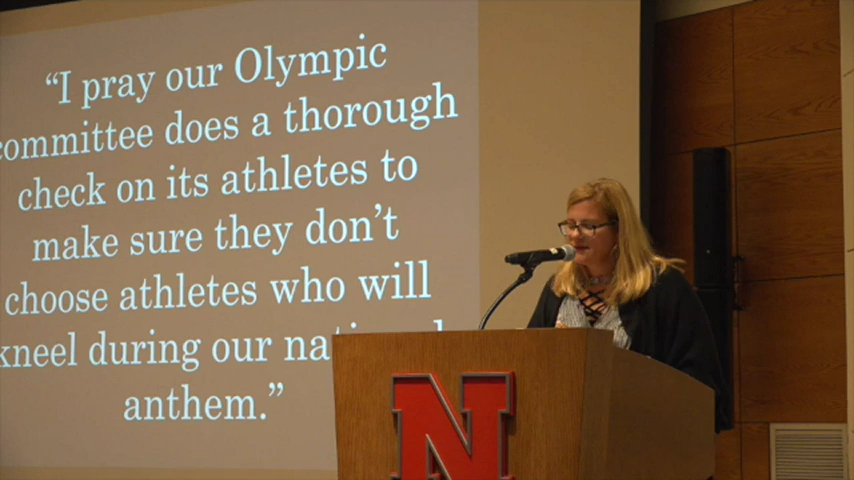 “I pray our Olympic
committee does a thorough
check on its athletes to
make sure they don’t
choose athletes who will
kneel during our
anthem.”
N